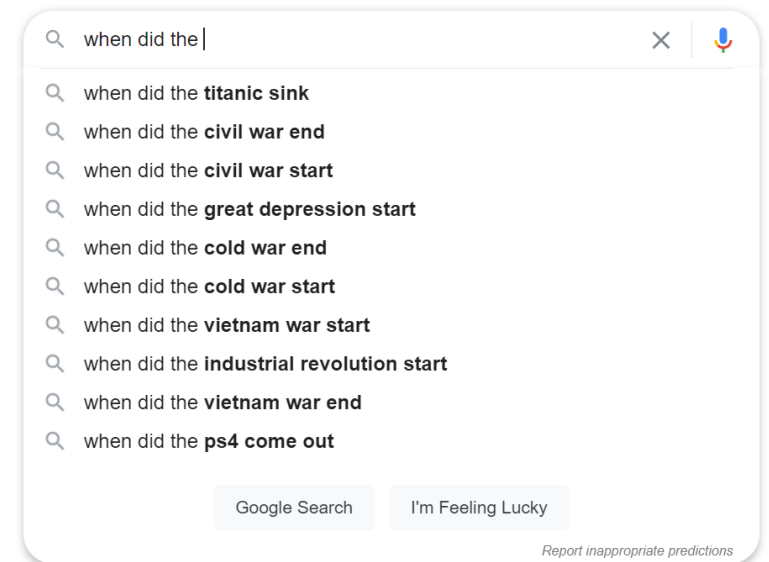 when did the
when did the titanic sink
when did the civil war end
when did the civil war start
when did the great depression start
when did the cold war end
when did the cold war start
when did the vietnam war start
when did the industrial revolution start
when did the vietnam war end
when did the ps4 come out
Google Search I'm Feeling Lucky
Report inappropriate predictions